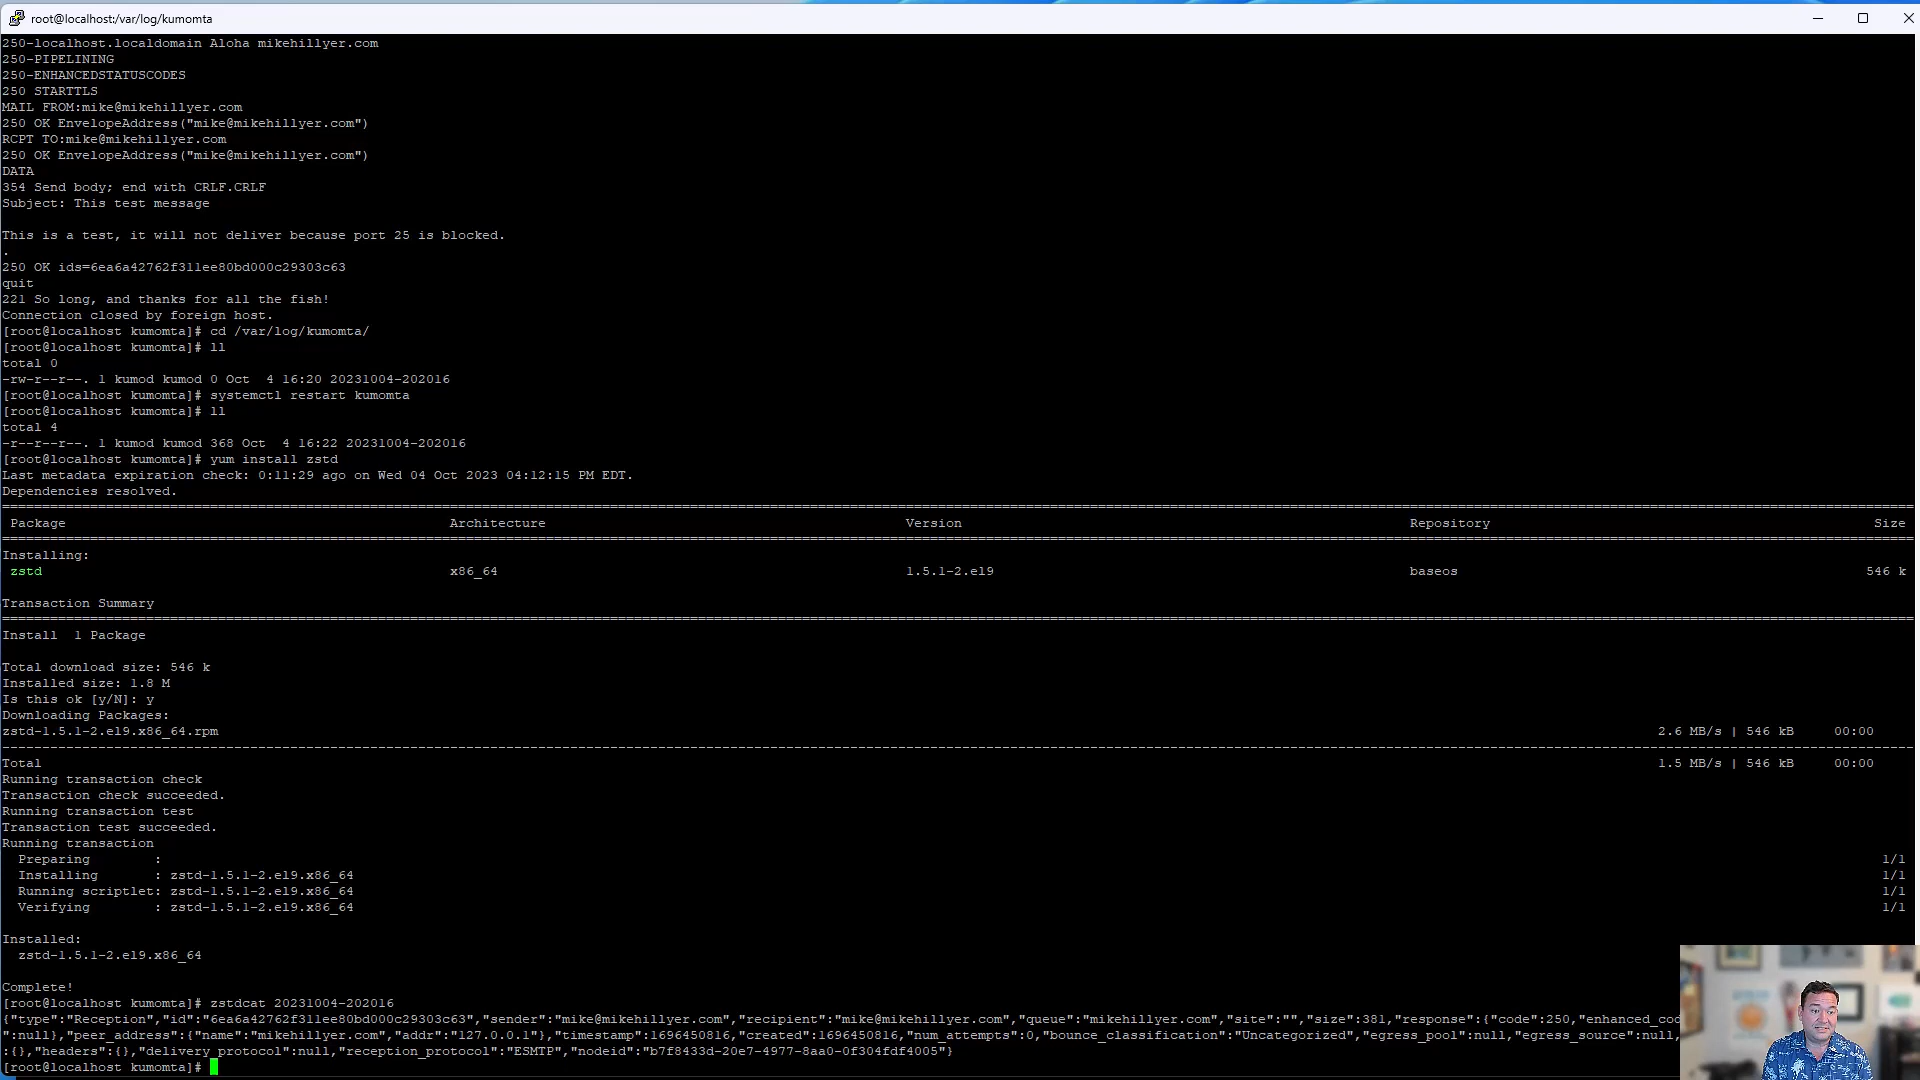 root@localhost:/var/log/kumomta
250-localhost.localdomain Aloha mikehillyer.com
250-PIPELINING
250-ENHANCEDSTATUSCODES
250 STARTTLS
MAIL FROM:mike@mikehillyer.com
250 OK EnvelopeAddress("mike@mikehillyer.com")
RCPT TO:mike@mikehillyer.com
250 OK EnvelopeAddress("mike@mikehillyer.com")
DATA
354 Send body; end with CRLF.CRLF
Subject: This test message
This is a test, it will not deliver because port 25 is blocked.
.
250 OK ids=6ea6a42762f311ee80bd000c29303c63
quit
221 So long, and thanks for all the fish!
Connection closed by foreign host.
[root@localhost kumomta]# cd /var/log/kumomta/
[root@localhost kumomta]# ll
total 0
-rw-r--r--. 1 kumod kumod 0 Oct  4 16:20 20231004-202016
[root@localhost kumomta]# systemctl restart kumomta
[root@localhost kumomta]# ll
total 4
-r--r--r--. 1 kumod kumod 368 Oct  4 16:22 20231004-202016
[root@localhost kumomta]# yum install zstd
Last metadata expiration check: 0:11:29 ago on Wed 04 Oct 2023 04:12:15 PM EDT.
Dependencies resolved.
Package Architecture Version Repository Size
Installing:
zstd x86_64 1.5.1-2.el9 baseos 546 k
Transaction Summary
Install  1 Package
Total download size: 546 k
Installed size: 1.8 M
Is this ok [y/N]: y
Downloading Packages:
zstd-1.5.1-2.el9.x86_64.rpm 2.6 MB/s | 546 kB 00:00
Total 1.5 MB/s | 546 kB 00:00
Running transaction check
Transaction check succeeded.
Running transaction test
Transaction test succeeded.
Running transaction
Preparing : 1/1
Installing : zstd-1.5.1-2.el9.x86_64 1/1
Running scriptlet: zstd-1.5.1-2.el9.x86_64 1/1
Verifying : zstd-1.5.1-2.el9.x86_64 1/1
Installed:
zstd-1.5.1-2.el9.x86_64
Complete!
[root@localhost kumomta]# zstdcat 20231004-202016
{"type":"Reception","id":"6ea6a42762f311ee80bd000c29303c63","sender":"mike@mikehillyer.com","recipient":"mike@mikehillyer.com","queue":"mikehillyer.com","site":"","size":381,"response":{"code":250,"enhanced_cod
":null},"peer_address":{"name":"mikehillyer.com","addr":"127.0.0.1"},"timestamp":1696450816,"created":1696450816,"num_attempts":0,"bounce_classification":"Uncategorized","egress_pool":null,"egress_source":null,
:{},"headers":{},"delivery_protocol":null,"reception_protocol":"ESMTP","nodeid":"b7f8433d-20e7-4977-8aa0-0f304fdf4005"}
[root@localhost kumomta]#